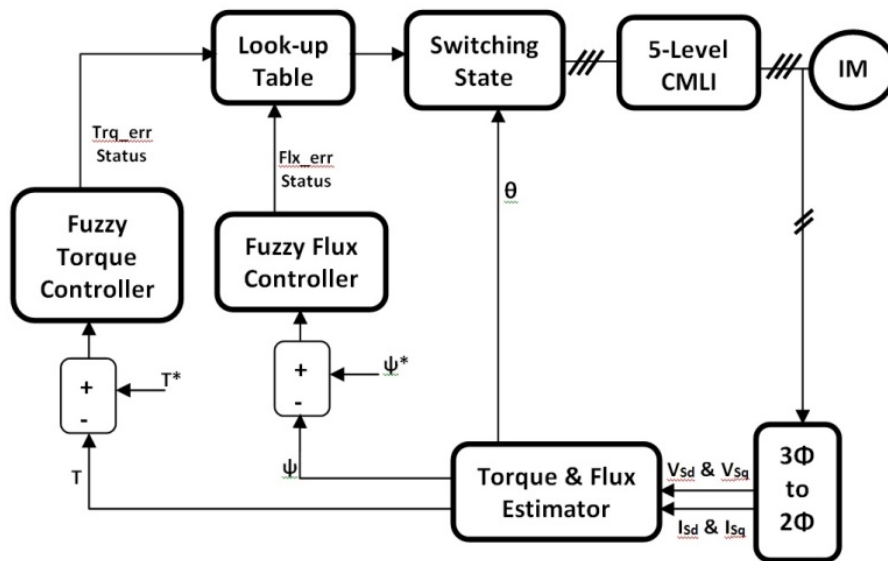 Look-up
Table
Switching
State
5-Level
CMLI
IM
Trq_err
Status
Flx_err
Status
θ
Fuzzy
Torque
Controller
Fuzzy Flux
Controller
+
-
T*
+
-
ψ*
T
ψ
Torque & Flux
Estimator
VSd & VSq
ISd & ISq
3Φ
to
2Φ